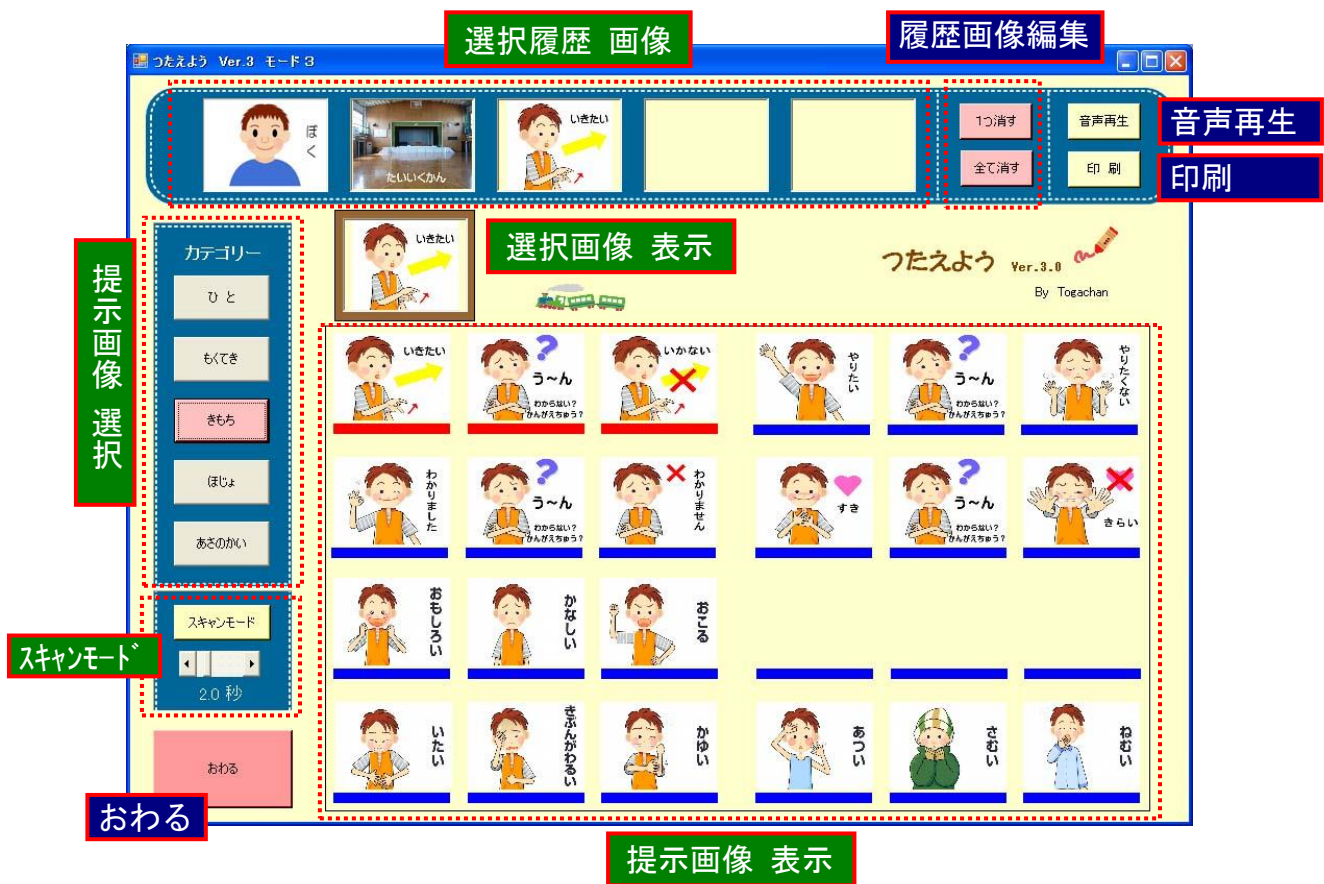 選択履歴 画像
履歴画像編集
つたえよう Ver.3 モード 3
ぼく
たいいくかん
いきたい
1つ消す
全て消す
音声再生
印 刷
音声再生
印刷
提示画像 選択
カテゴリー
ひ と
もくてき
きもち
ほじょ
あさのかい
いきたい
選択画像 表示
つたえよう Ver.3.0
By Togachan
いきたい
う~ん
わからない?
かんがえちゅう?
いかない
やりたい
う~ん
わからない?
かんがえちゅう?
やりたくない
わかりました
う~ん
わからない?
かんがえちゅう?
わかりません
すき
う~ん
わからない?
かんがえちゅう?
きらい
おもしろい
かなしい
おこる
いたい
きぶんがわるい
かゆい
あつい
さむい
ねむい
スキャンモード
スキャンモード
2.0 秒
おわる
おわる
提示画像 表示